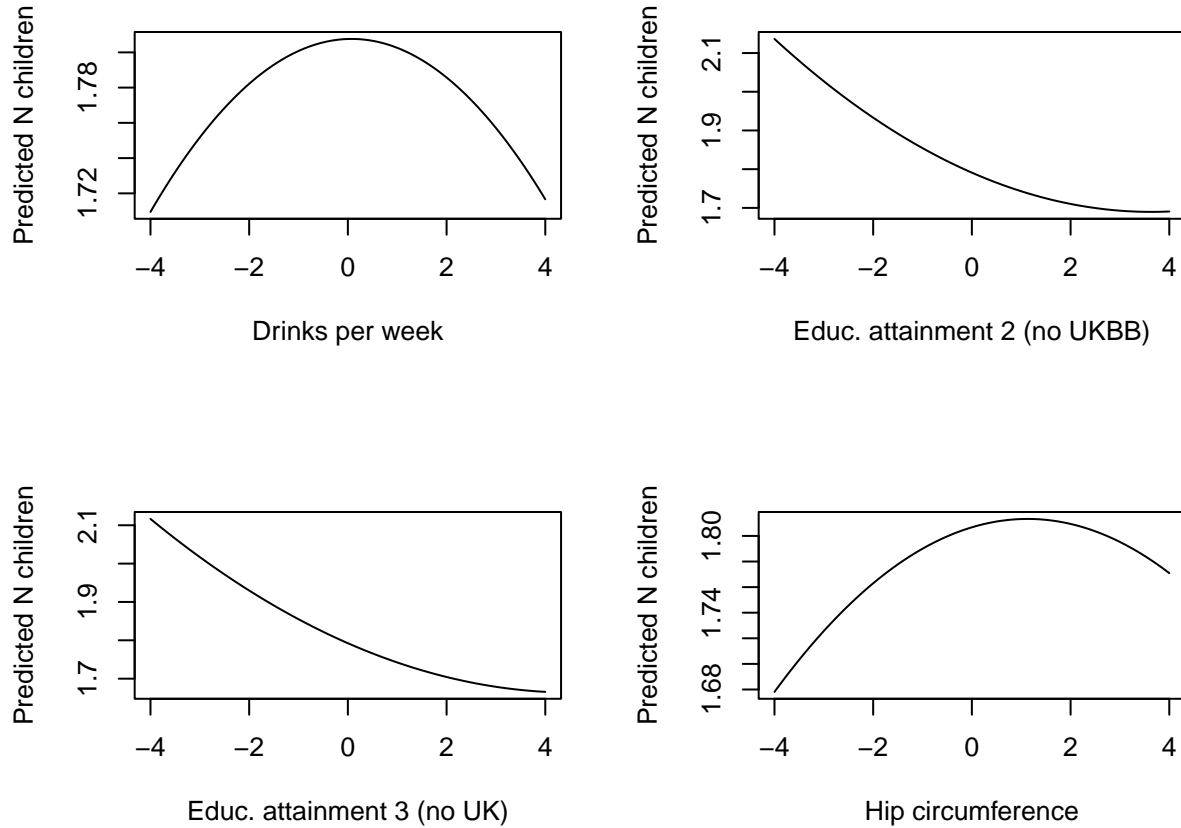 Predicted N children
1.72 1.78
−4 −2 0 2 4
Drinks per week
Predicted N children
1.7 1.9 2.1
−4 −2 0 2 4
Educ. attainment 2 (no UKBB)
Predicted N children
1.7 1.9 2.1
−4 −2 0 2 4
Educ. attainment 3 (no UK)
Predicted N children
1.68 1.74 1.80
−4 −2 0 2 4
Hip circumference